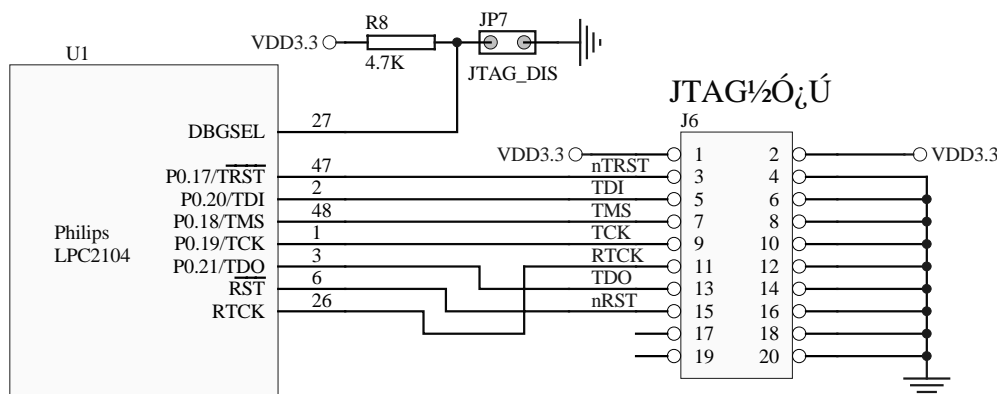 R8
JP7
VDD3.3
4.7K
JTAG_DIS
U1
JTAG½Ó¿Ú
J6
DBGSEL 27
VDD3.3 1 2 VDD3.3
P0.17/TRST 47 nTRST 3 4
P0.20/TDI 2 TDI 5 6
P0.18/TMS 48 TMS 7 8
P0.19/TCK 1 TCK 9 10
P0.21/TDO 3 RTCK 11 12
RST 6 TDO 13 14
RTCK 26 nRST 15 16
17 18
19 20
Philips
LPC2104